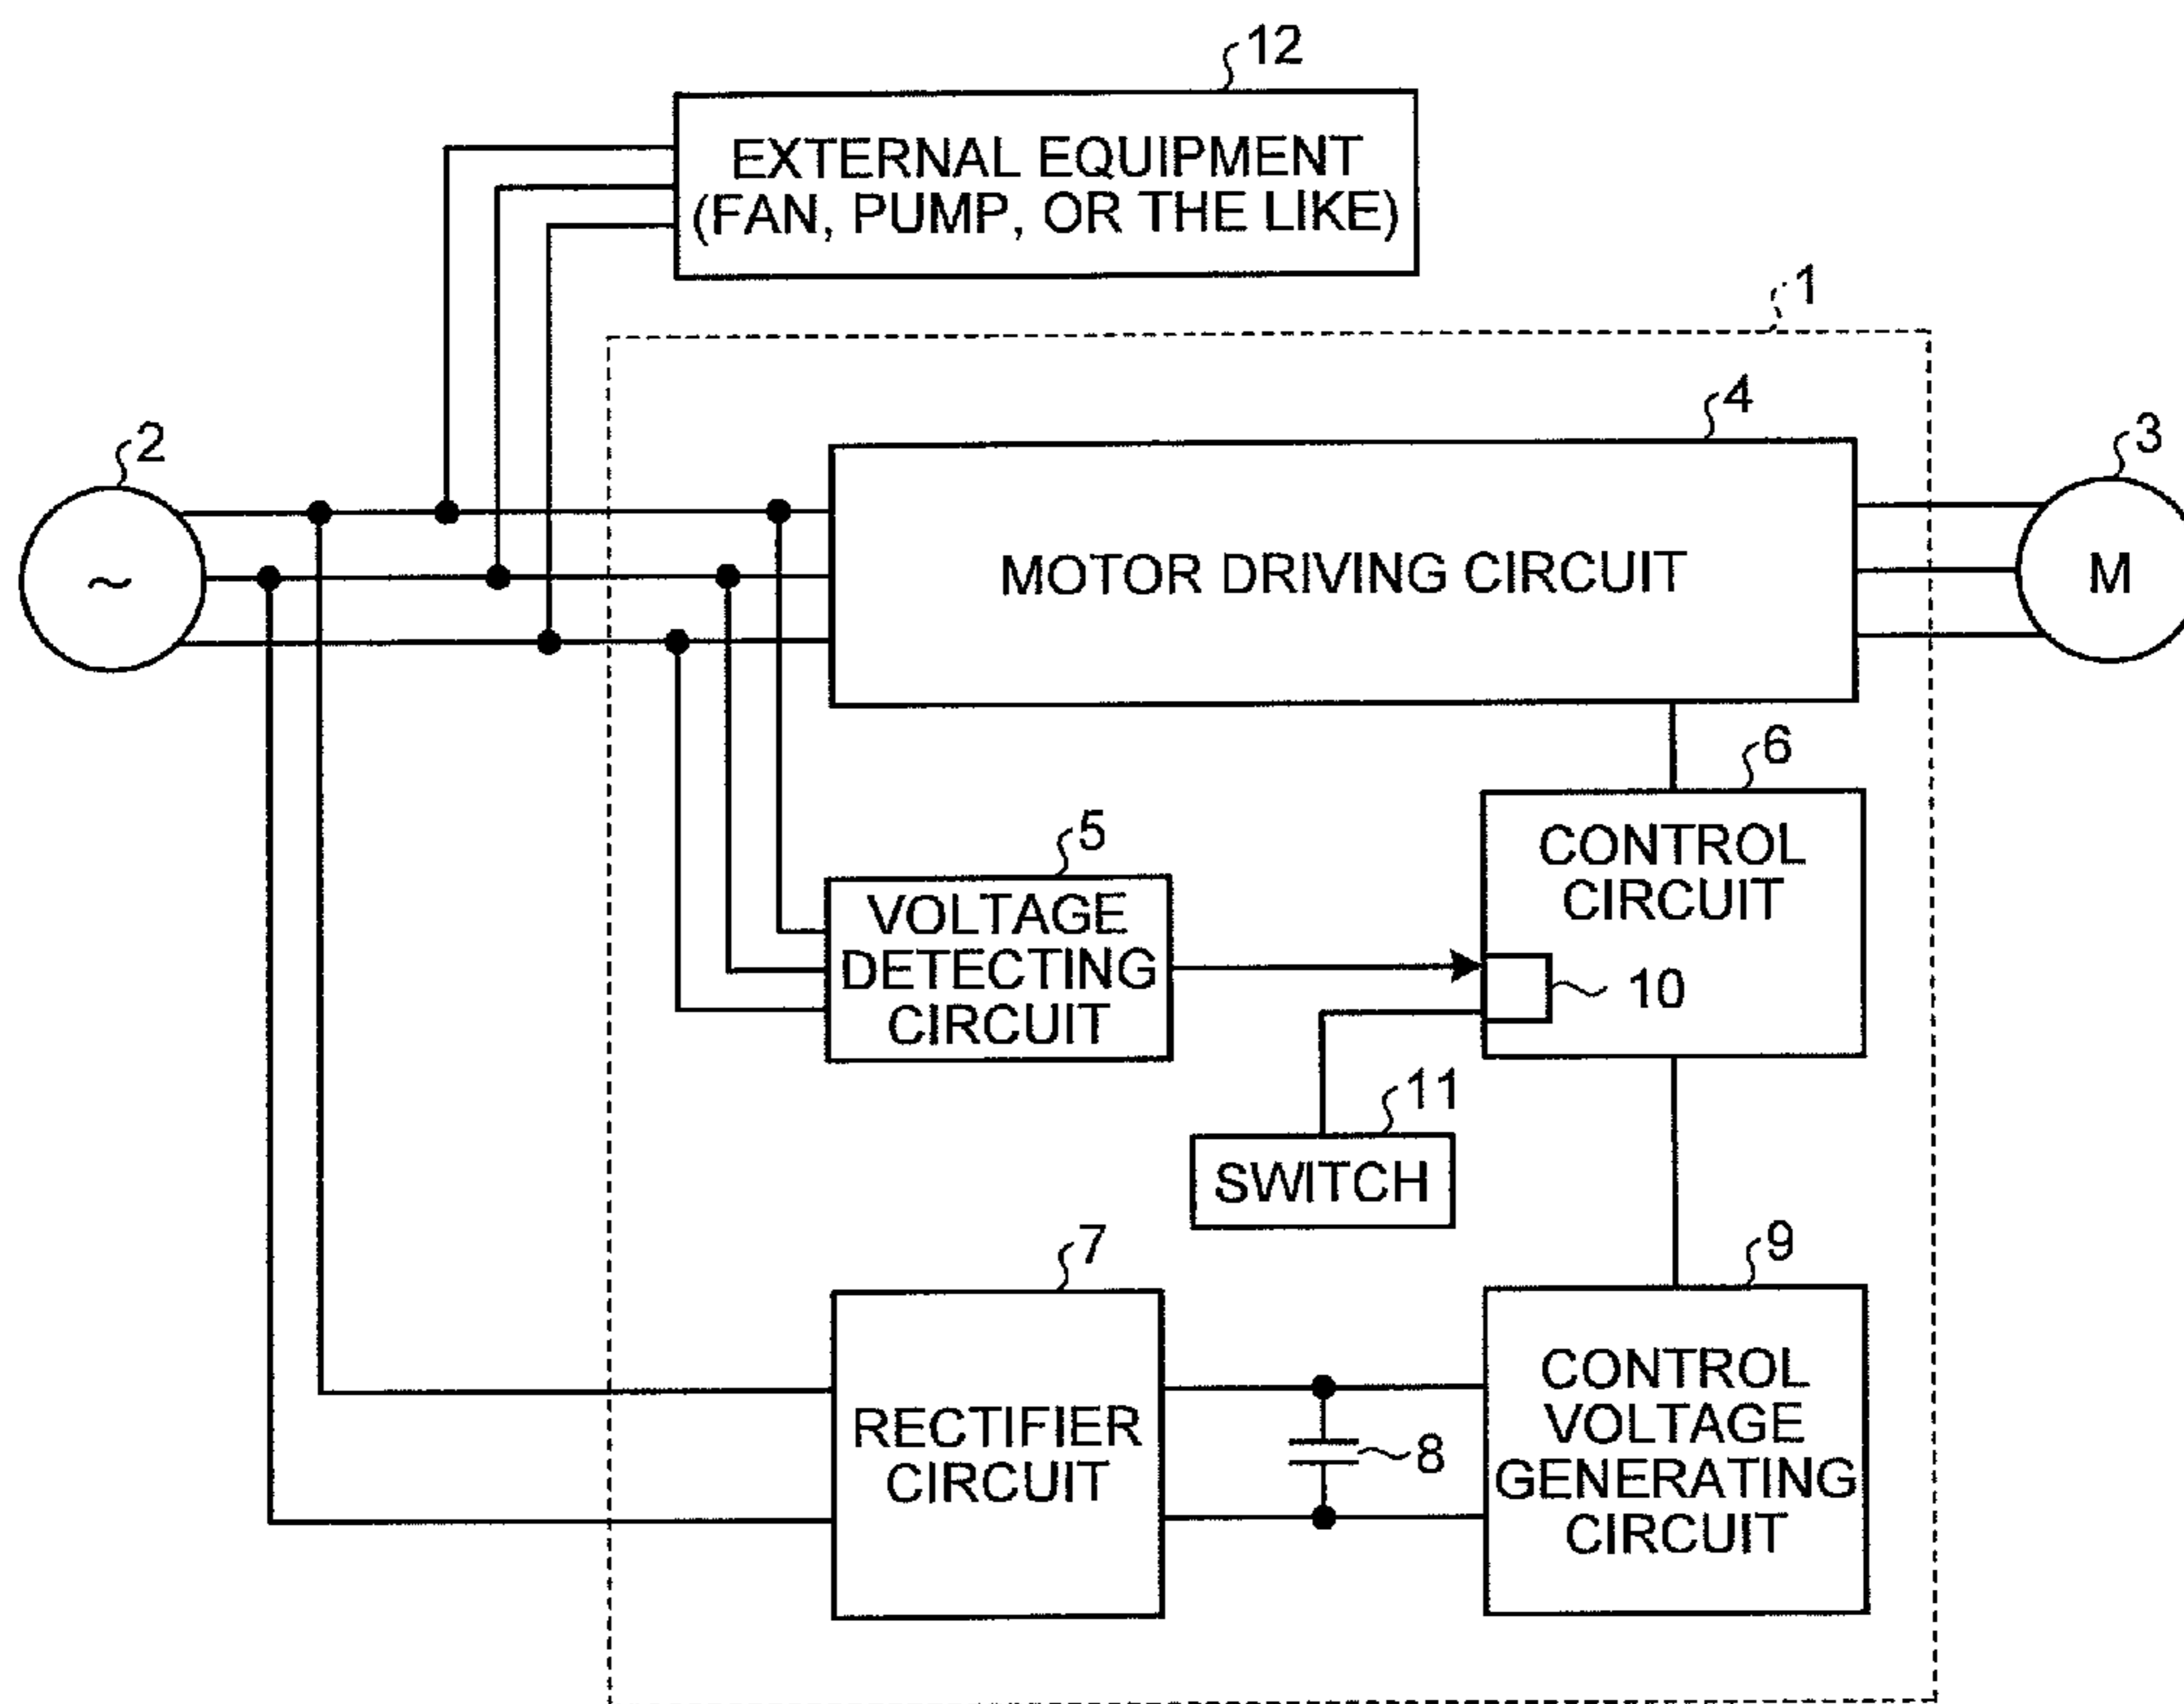 12
EXTERNAL EQUIPMENT
(FAN, PUMP, OR THE LIKE)
1
4
2
3
~
MOTOR DRIVING CIRCUIT
M
6
CONTROL
CIRCUIT
5
VOLTAGE
DETECTING
CIRCUIT
10
11
SWITCH
7
9
RECTIFIER
CIRCUIT
8
CONTROL
VOLTAGE
GENERATING
CIRCUIT